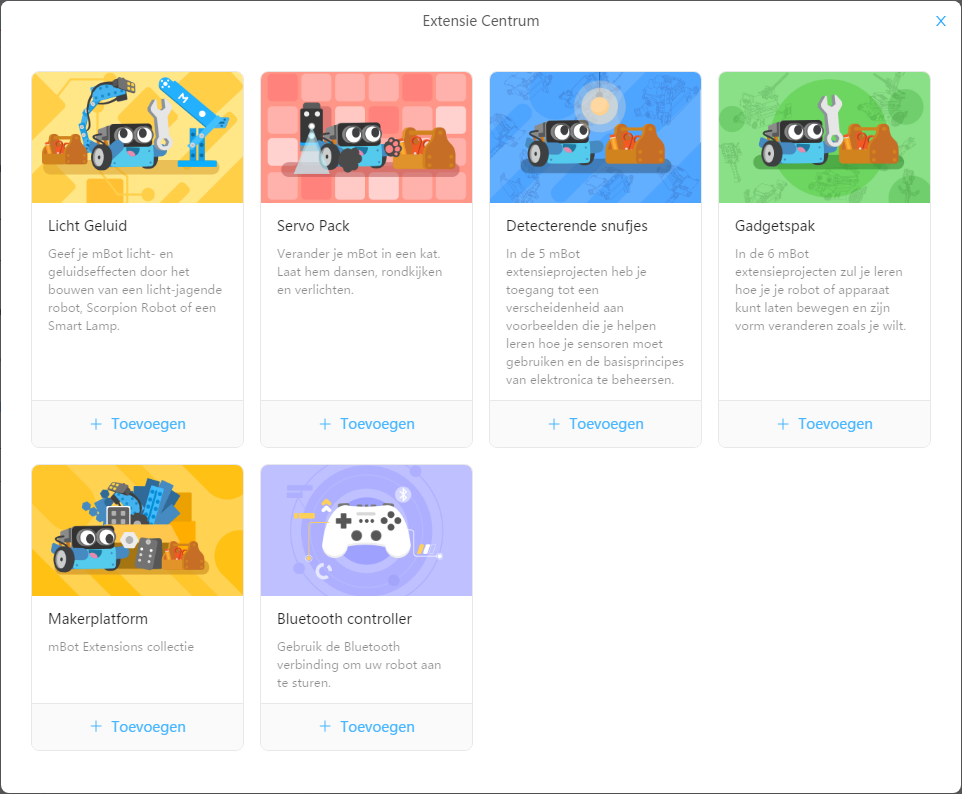 Extensie Centrum
X
Licht Geluid
Geef je mBot licht- en
geluidseffecten door het
bouwen van een licht-jagende
robot, Scorpion Robot of een
Smart Lamp.
+ Toevoegen
Servo Pack
Verander je mBot in een kat.
Laat hem dansen, rondkijken
en verlichten.
+ Toevoegen
Detecterende snufjes
In de 5 mBot
extensieprojecten heb je
toegang tot een
verscheidenheid aan
voorbeelden die je helpen
leren hoe je sensoren moet
gebruiken en de basisprincipes
van elektronica te beheersen.
+ Toevoegen
Gadgetspak
In de 6 mBot
extensieprojecten zul je leren
hoe je je robot of apparaat
kunt laten bewegen en zijn
vorm veranderen zoals je wilt.
+ Toevoegen
Makerplatform
mBot Extensions collectie
+ Toevoegen
Bluetooth controller
Gebruik de Bluetooth
verbinding om uw robot aan
te sturen.
+ Toevoegen